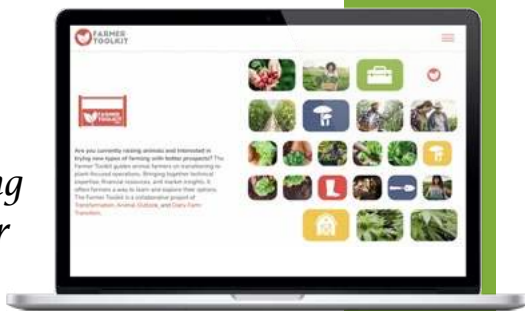 FARMER
TOOLKIT
FARMER
TOOLKIT
Are you currently raising animals and interested in
trying new types of farming with better prospects? The
Farmer Toolkit guides animal farmers on transitioning to
plant-focused operations. Bringing together technical
expertise, financial resources, and market insights, it
offers farmers a way to learn and explore their options.
The Farmer Toolkit is a collaborative project of
Transfarmation, Animal Outlook, and Dairy Farm
Transition.